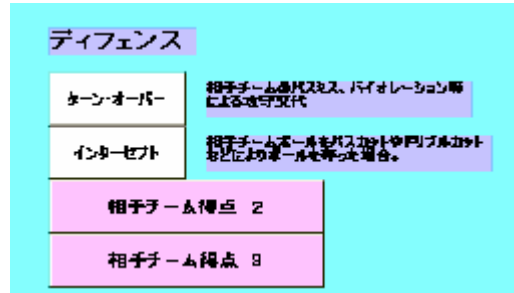 ディフェンス
ターン・オーバー
相手チーム側パスミス、バイオレーション等
による攻守交代
インターセプト
相手チームボールをパスカットやドリブルカット
などによりボールを奪った場合。
相手チーム得点 2
相手チーム得点 3